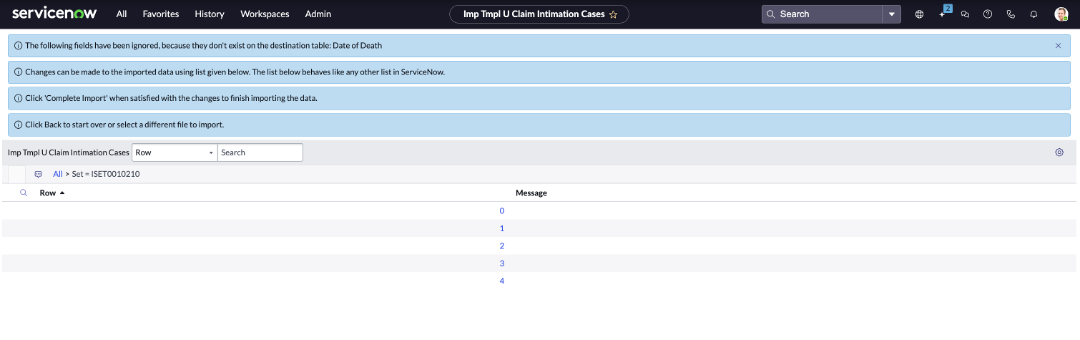 servicenow All Favorites History Workspaces Admin Imp Tmpl U Claim Intimation Cases Search 2
The following fields have been ignored, because they don't exist on the destination table: Date of Death
Changes can be made to the imported data using list given below. The list below behaves like any other list in ServiceNow.
Click 'Complete Import' when satisfied with the changes to finish importing the data.
Click Back to start over or select a different file to import.
Imp Tmpl U Claim Intimation Cases Row Search
All > Set = ISET0010210
Row Message
0
1
2
3
4